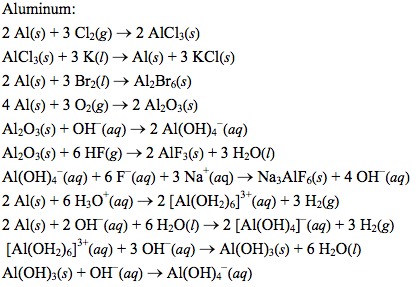 Aluminum:
2 Al(s) + 3 Cl₂(g) → 2 AlCl₃(s)
AlCl₃(s) + 3 K(l) → Al(s) + 3 KCl(s)
2 Al(s) + 3 Br₂(l) → Al₂Br₆(s)
4 Al(s) + 3 O₂(g) → 2 Al₂O₃(s)
Al₂O₃(s) + OH⁻(aq) → 2 Al(OH)₄⁻(aq)
Al₂O₃(s) + 6 HF(g) → 2 AlF₃(s) + 3 H₂O(l)
Al(OH)₄⁻(aq) + 6 F⁻(aq) + 3 Na⁺(aq) → Na₃AlF₆(s) + 4 OH⁻(aq)
2 Al(s) + 6 H₃O⁺(aq) → 2 [Al(OH₂)₆]³⁺(aq) + 3 H₂(g)
2 Al(s) + 2 OH⁻(aq) + 6 H₂O(l) → 2 [Al(OH)₄]⁻(aq) + 3 H₂(g)
[Al(OH₂)₆]³⁺(aq) + 3 OH⁻(aq) → Al(OH)₃(s) + 6 H₂O(l)
Al(OH)₃(s) + OH⁻(aq) → Al(OH)₄⁻(aq)